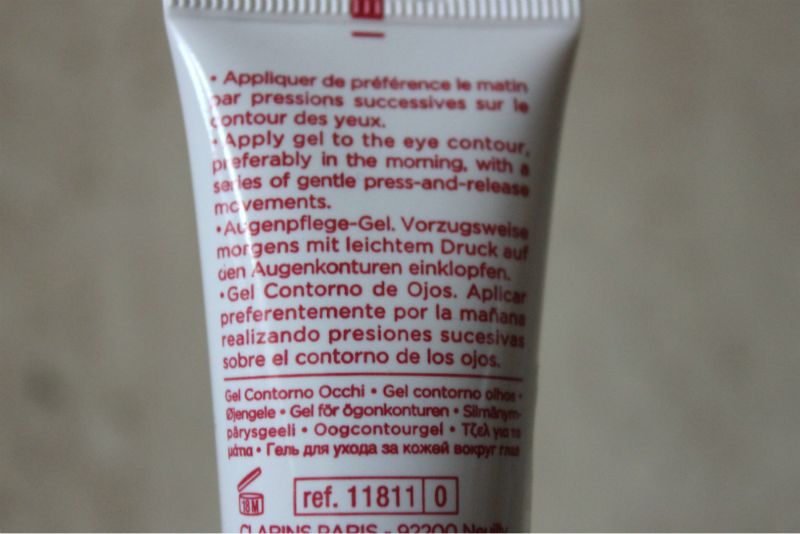 • Appliquer de préférence le matin
par pressions successives sur le
contour des yeux.
• Apply gel to the eye contour,
preferably in the morning, with a
series of gentle press-and-release
movements.
• Augenpflege-Gel. Vorzugsweise
morgens mit leichtem Druck auf
den Augenkonturen einklopfen.
• Gel Contorno de Ojos. Aplicar
preferentemente por la mañana
realizando presiones sucesivas
sobre el contorno de los ojos.
Gel Contorno Occhi • Gel contorno olhos •
Øjengele • Gel för ögonkonturen • Silmänym-
pärysgeeli • Oogcontourgel • Τζελ για τα
μάτια • Гель для ухода за кожей вокруг глаз
18 M
ref. 11811 0
CLARINS PARIS - 92200 Neuilly